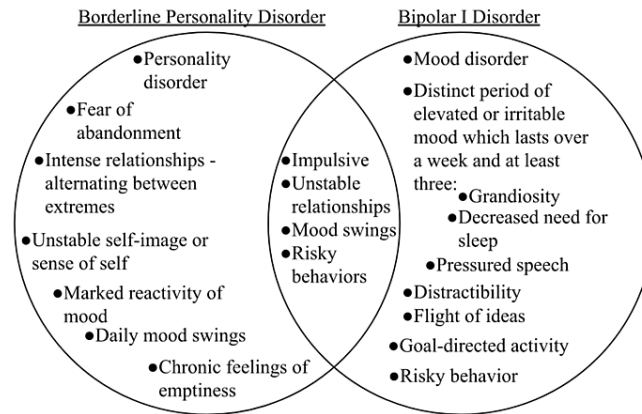 Borderline Personality Disorder
●Personality
disorder
●Fear of
abandonment
●Intense relationships -
alternating between
extremes
●Unstable self-image or
sense of self
●Marked reactivity of
mood
●Daily mood swings
●Chronic feelings of
emptiness
●Impulsive
●Unstable
relationships
●Mood swings
●Risky
behaviors
Bipolar I Disorder
●Mood disorder
●Distinct period of
elevated or irritable
mood which lasts over
a week and at least
three:
●Grandiosity
●Decreased need for
sleep
●Pressured speech
●Distractibility
●Flight of ideas
●Goal-directed activity
●Risky behavior